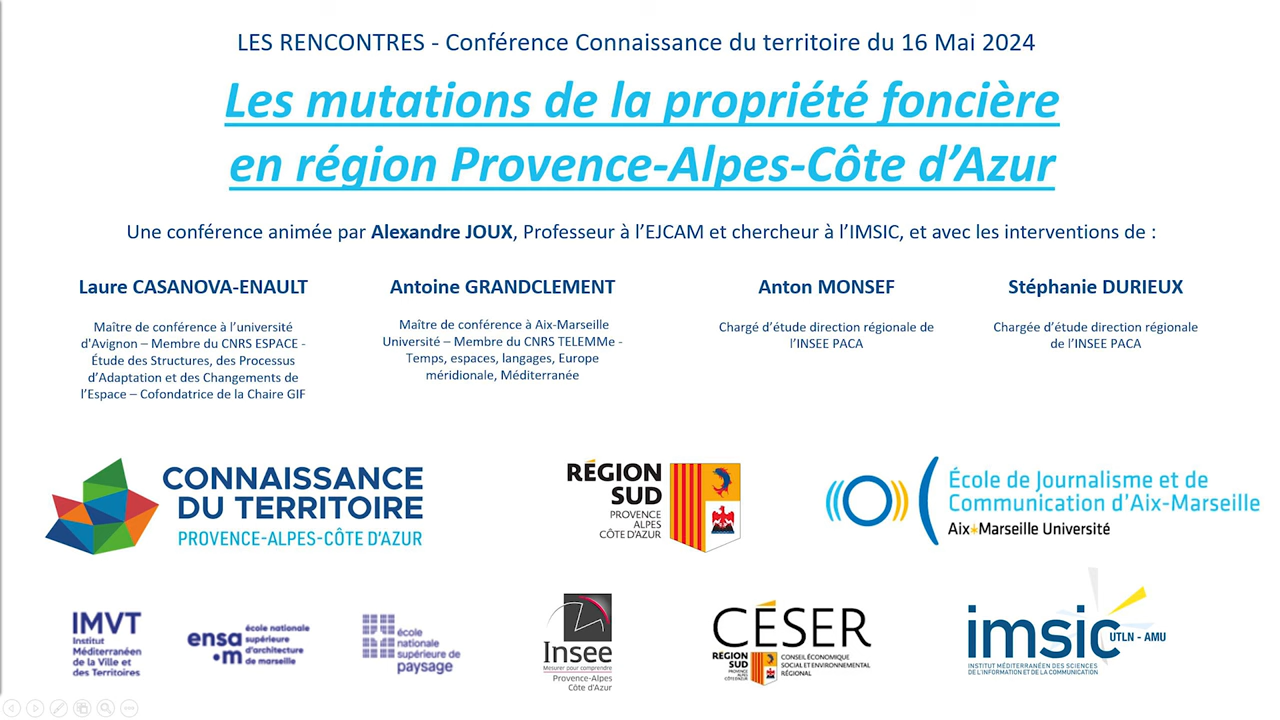 LES RENCONTRES - Conférence Connaissance du territoire du 16 Mai 2024
Les mutations de la propriété foncière
en région Provence-Alpes-Côte d’Azur
Une conférence animée par Alexandre JOUX, Professeur à l’EJCAM et chercheur à l’IMSIC, et avec les interventions de :
Laure CASANOVA-ENAULT
Maître de conférence à l’université
d'Avignon – Membre du CNRS ESPACE -
Étude des Structures, des Processus
d’Adaptation et des Changements de
l’Espace – Cofondatrice de la Chaire GIF
Antoine GRANDCLEMENT
Maître de conférence à Aix-Marseille
Université – Membre du CNRS TELEMMe -
Temps, espaces, langages, Europe
méridionale, Méditerranée
Anton MONSEF
Chargé d’étude direction régionale de
l’INSEE PACA
Stéphanie DURIEUX
Chargée d’étude direction régionale
de l’INSEE PACA
CONNAISSANCE
DU TERRITOIRE
PROVENCE-ALPES-CÔTE D'AZUR
RÉGION
SUD
PROVENCE
ALPES
CÔTE D'AZUR
École de Journalisme et de
Communication d'Aix-Marseille
Aix*Marseille Université
IMVT
Institut
Méditerranéen
de la Ville et
des Territoires
ensa
•m
école nationale
supérieure
d'architecture
de marseille
école
nationale
supérieure de
paysage
Insee
Mesurer pour comprendre
Provence-Alpes
Côte d'Azur
CÉSER
RÉGION
SUD
PROVENCE
ALPES
CÔTE D'AZUR
CONSEIL ÉCONOMIQUE
SOCIAL ET ENVIRONNEMENTAL
RÉGIONAL
imsic
UTLN - AMU
INSTITUT MÉDITERRANÉEN DES SCIENCES
DE L'INFORMATION ET DE LA COMMUNICATION